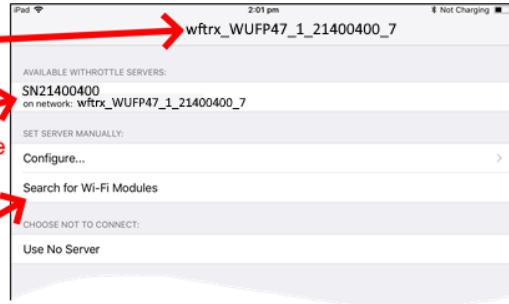 iPad 2:01 pm Not Charging
wftrx_WUFP47_1_21400400_7
AVAILABLE WITHROTTLE SERVERS:
SN21400400
on network: wftrx_WUFP47_1_21400400_7
SET SERVER MANUALLY:
e
Configure...
Search for Wi-Fi Modules
CHOOSE NOT TO CONNECT:
Use No Server